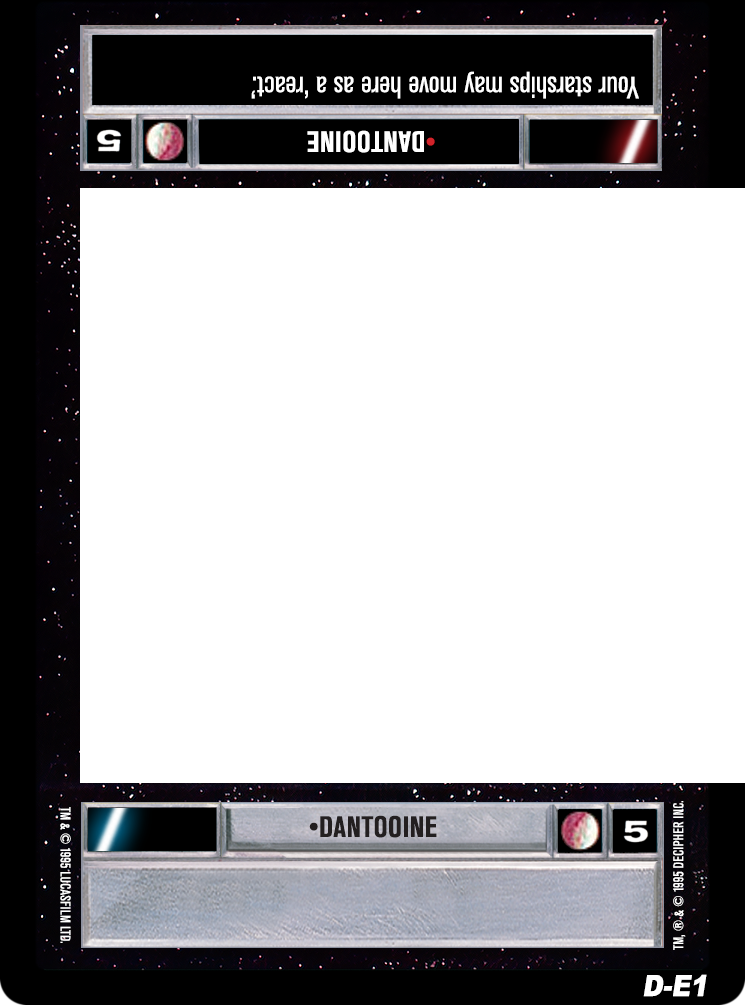 Your starships may move here as a 'react.'
•DANTOOINE
5
•DANTOOINE
5
TM & © 1995 LUCASFILM LTD.
TM, ® & © 1995 DECIPHER INC.
D-E1